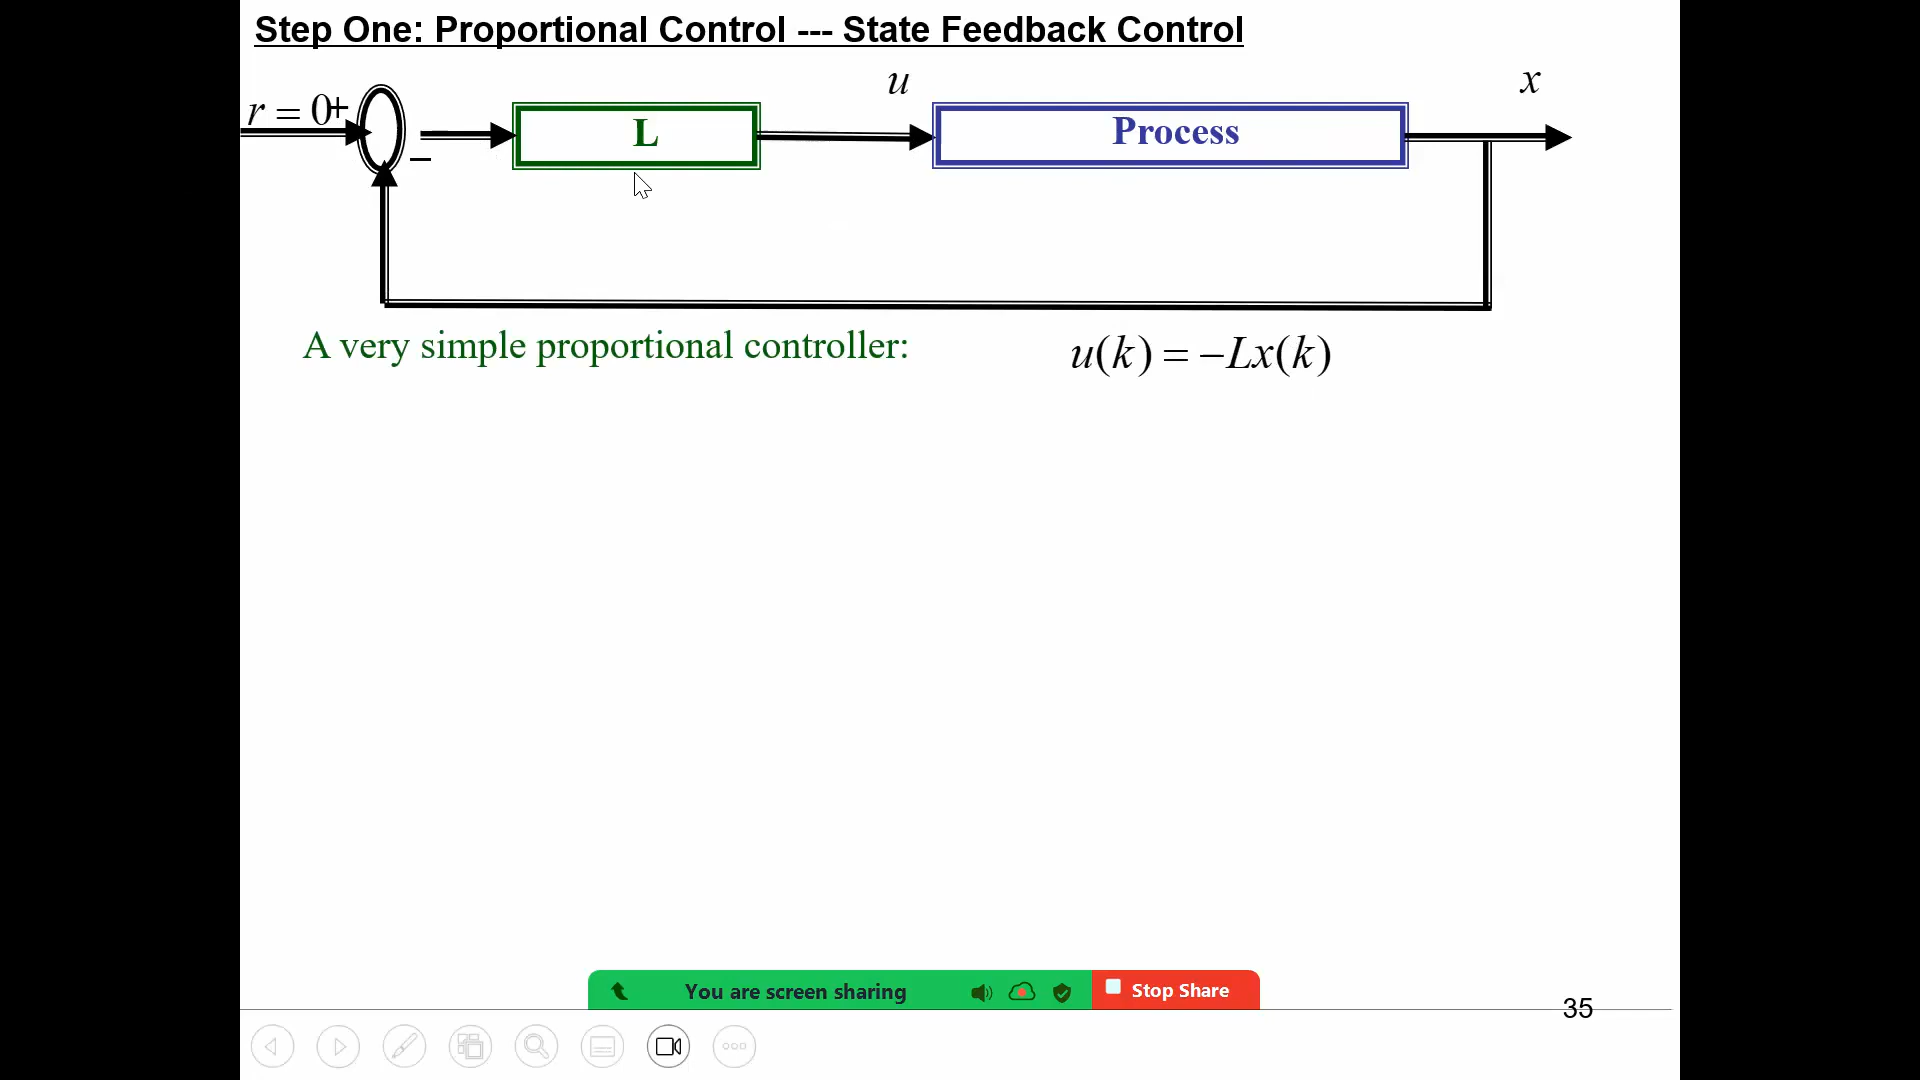 Step One: Proportional Control --- State Feedback Control
r = 0
+
−
L
u
Process
x
A very simple proportional controller:
u(k) = −Lx(k)
You are screen sharing
Stop Share
35